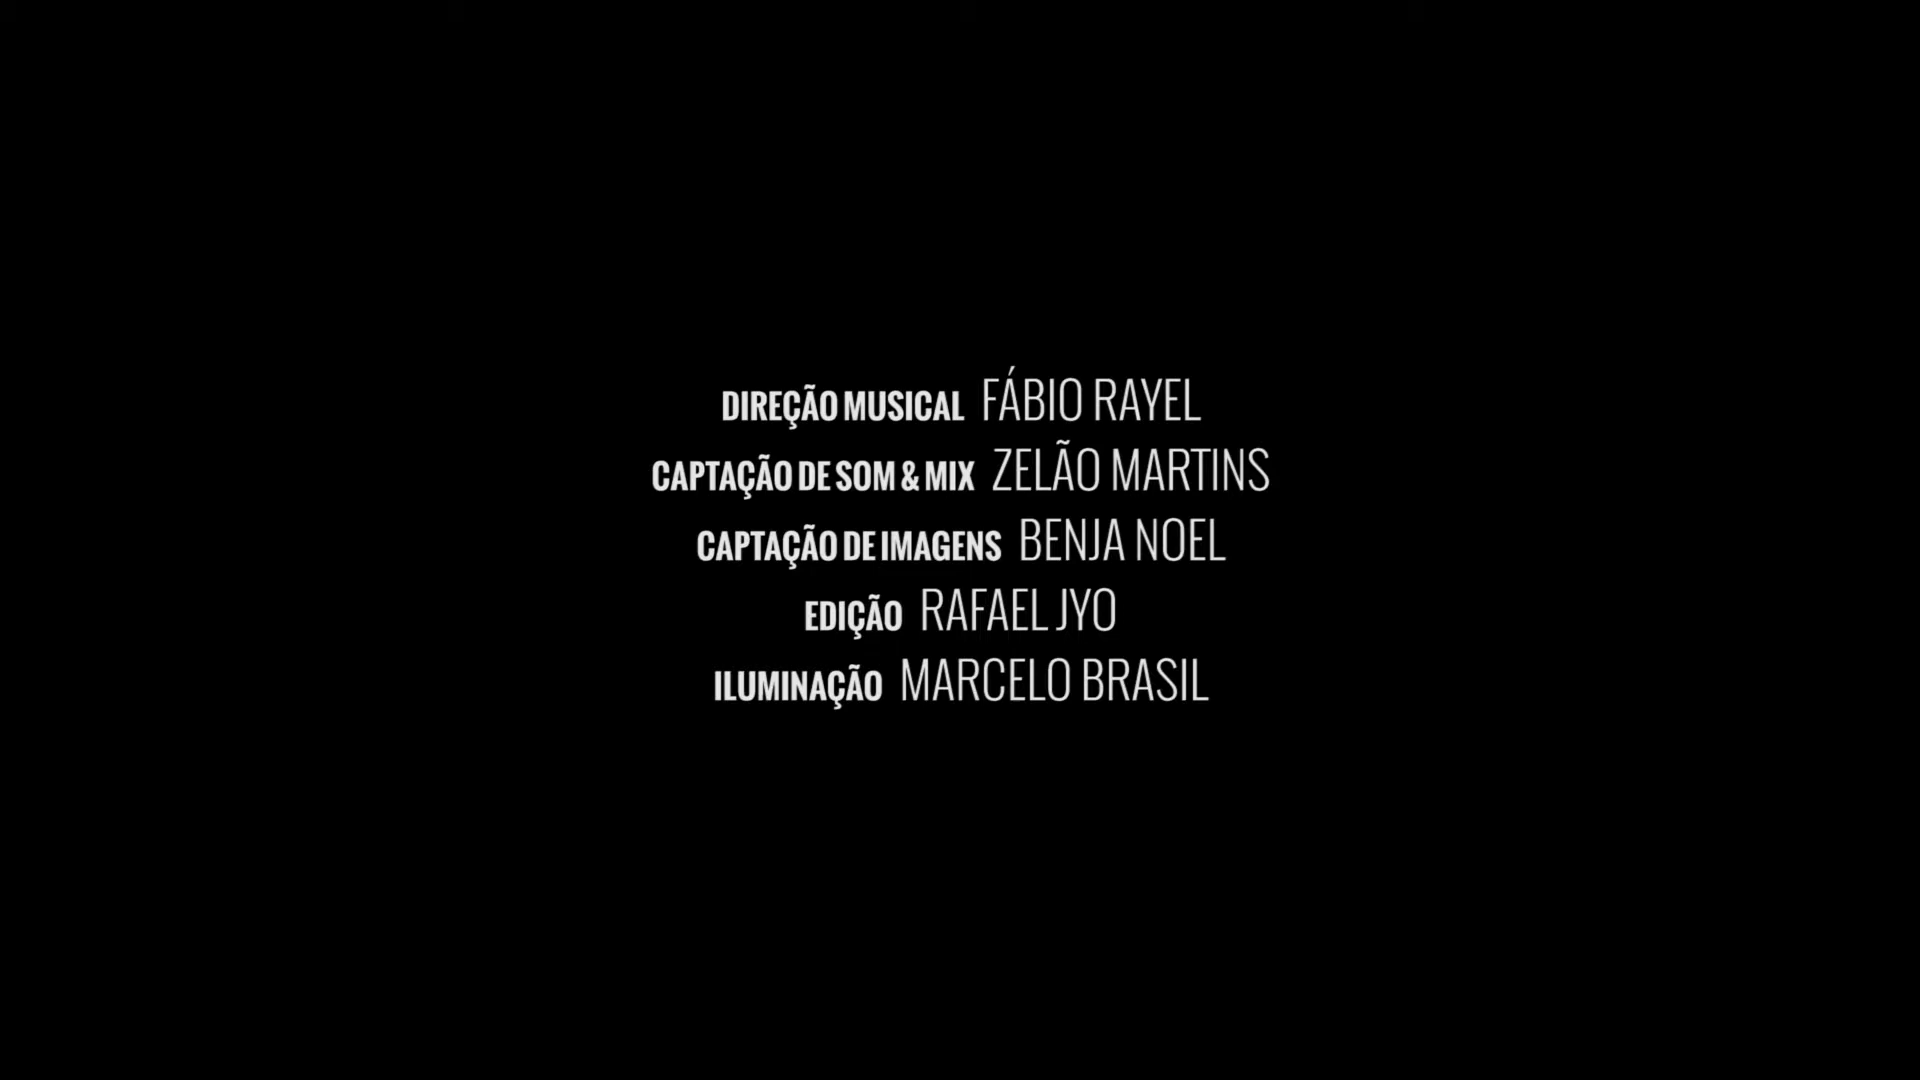 DIREÇÃO MUSICAL FÁBIO RAYEL
CAPTAÇÃO DE SOM & MIX ZELÃO MARTINS
CAPTAÇÃO DE IMAGENS BENJA NOEL
EDIÇÃO RAFAEL JYO
ILUMINAÇÃO MARCELO BRASIL